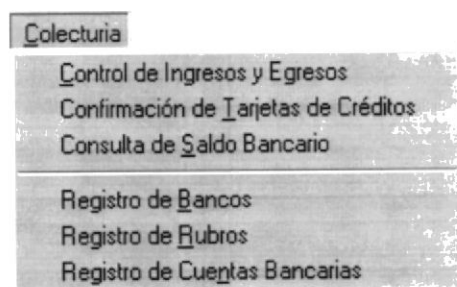 Colecturia
Control de Ingresos y Egresos
Confirmación de Tarjetas de Créditos
Consulta de Saldo Bancario
Registro de Bancos
Registro de Rubros
Registro de Cuentas Bancarias